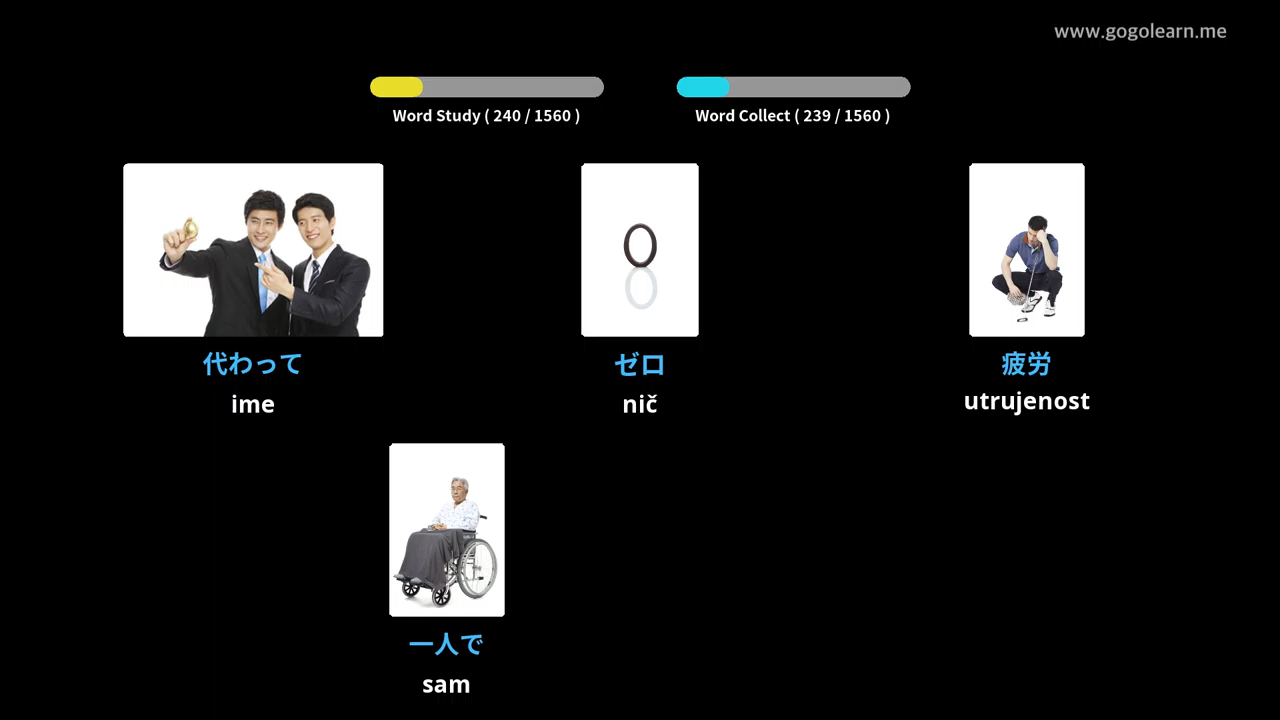 www.gogolearn.me
Word Study ( 240 / 1560 )
Word Collect ( 239 / 1560 )
代わって
ime
ゼロ
nič
疲労
utrujenost
一人で
sam